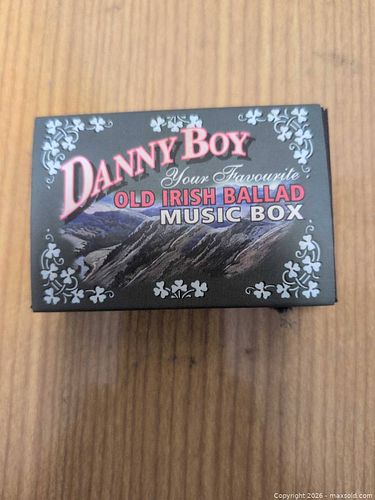 DANNY BOY
Your Favourite
OLD IRISH BALLAD
MUSIC BOX
Copyright 2026 - maxsold.com